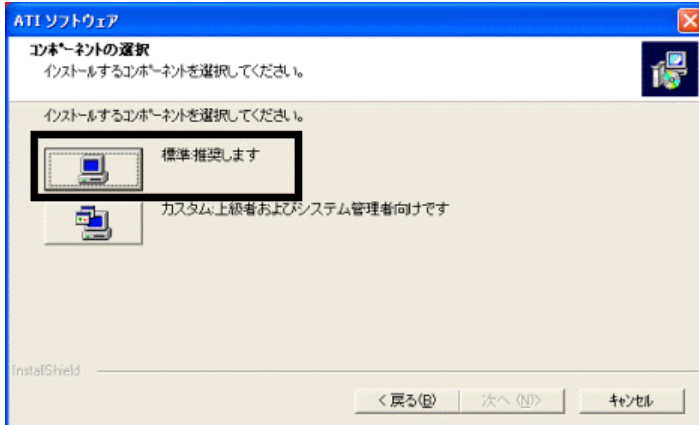 ATI ソフトウェア
コンポーネントの選択
インストールするコンポーネントを選択してください。
インストールするコンポーネントを選択してください。
標準:推奨します
カスタム:上級者およびシステム管理者向けです
InstallShield
< 戻る(B)
次へ (N)>
キャンセル